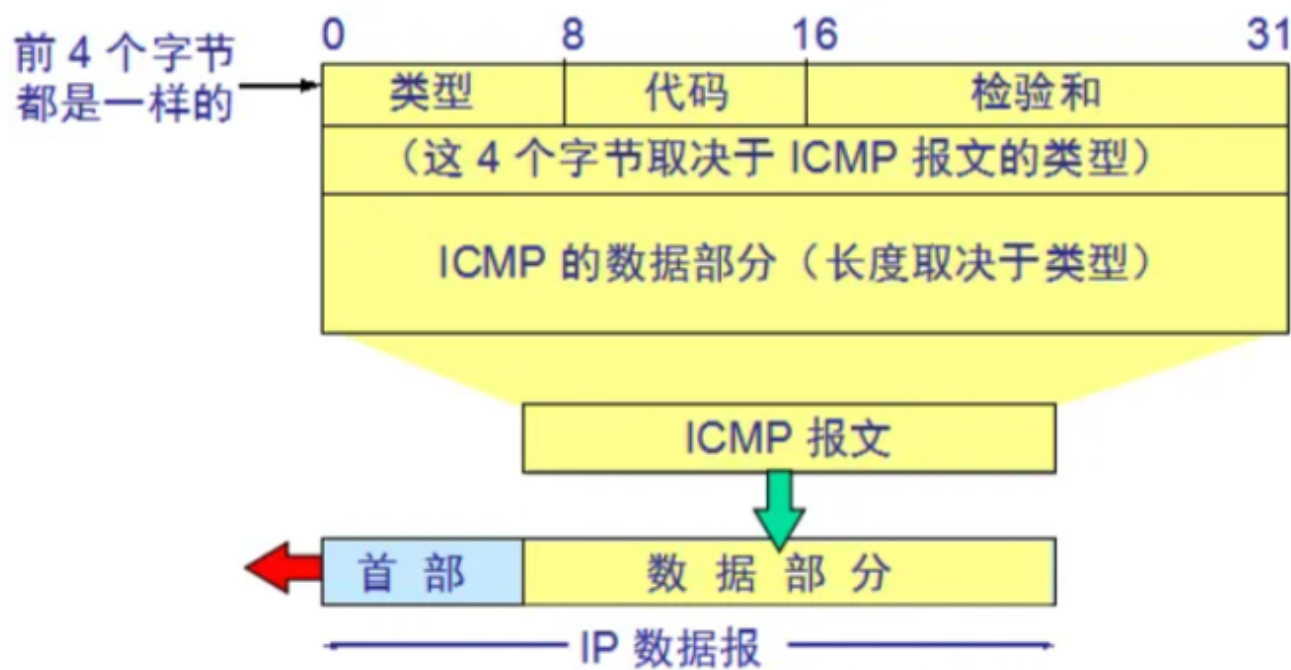 0 8 16 31
前 4 个字节
都是一样的
类型 代码 检验和
（这 4 个字节取决于 ICMP 报文的类型）
ICMP 的数据部分（长度取决于类型）
ICMP 报文
首 部 数 据 部 分
IP 数据报